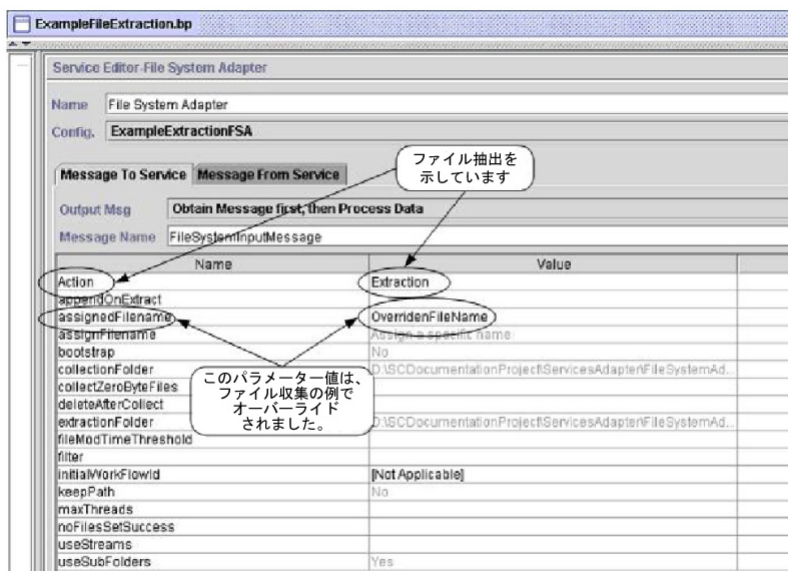 ExampleFileExtraction.bp
Service Editor-File System Adapter
Name File System Adapter
Config. ExampleExtractionFSA
ファイル抽出を
示しています
Message To Service Message From Service
Output Msg Obtain Message first, then Process Data
Message Name FileSystemInputMessage
Name Value
Action Extraction
appendOnExtract
assignedFilename OverridenFileName
assignFilename Assign a specific name
bootstrap No
collectionFolder D:\SCDocumentationProject\ServicesAdapter\FileSystemAd...
collectZeroByteFiles
deleteAfterCollect
extractionFolder D:\SCDocumentationProject\ServicesAdapter\FileSystemAd...
fileModTimeThreshold
filter
initialWorkFlowId [Not Applicable]
keepPath No
maxThreads
noFilesSetSuccess
useStreams
useSubFolders Yes
このパラメーター値は、
ファイル収集の例で
オーバーライド
されました。